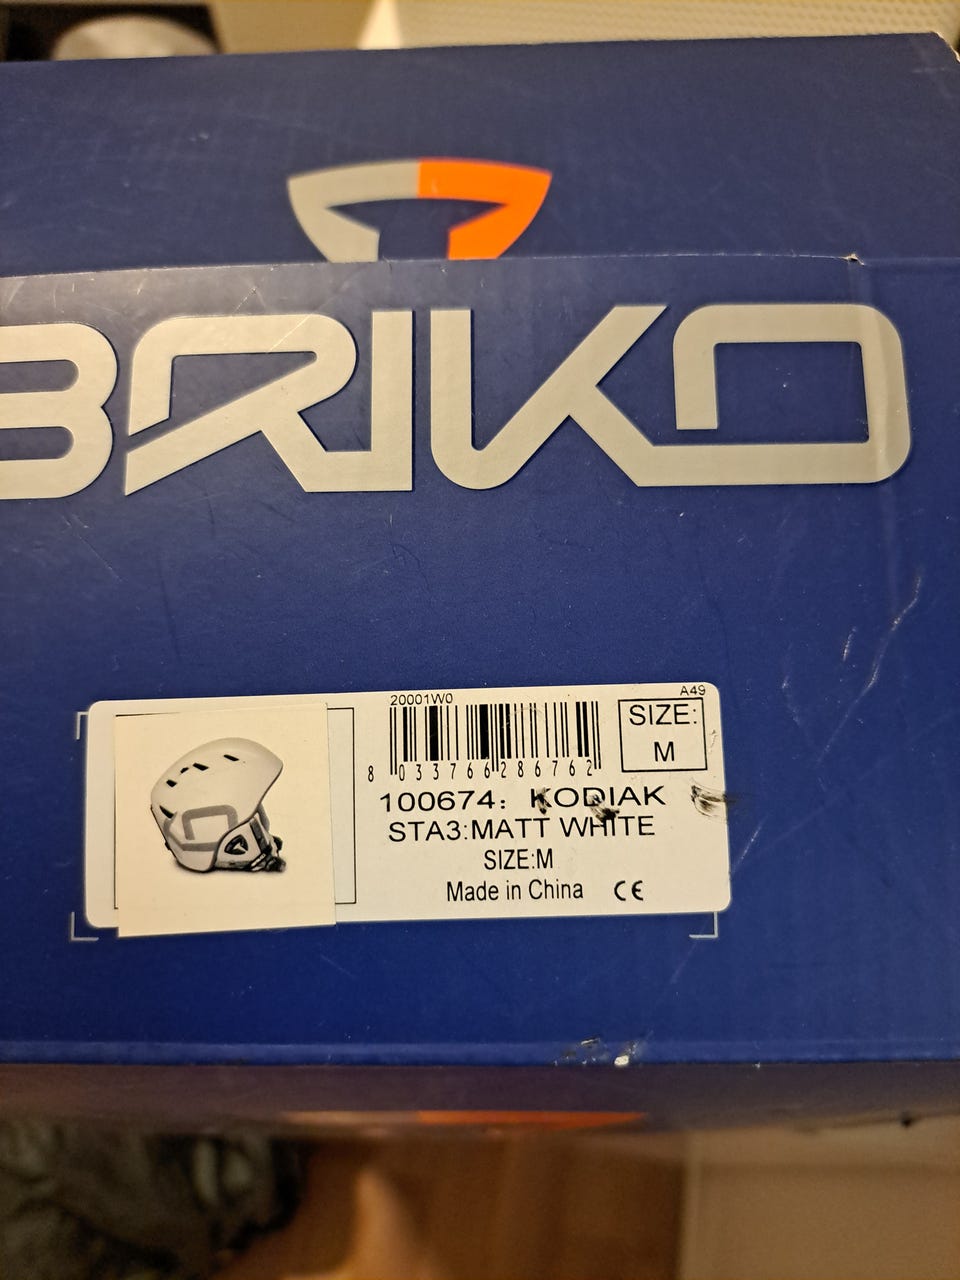 BRIKO
20001W0
A49
8 033766 286762
SIZE:
M
100674: KODIAK
STA3:MATT WHITE
SIZE:M
Made in China CE